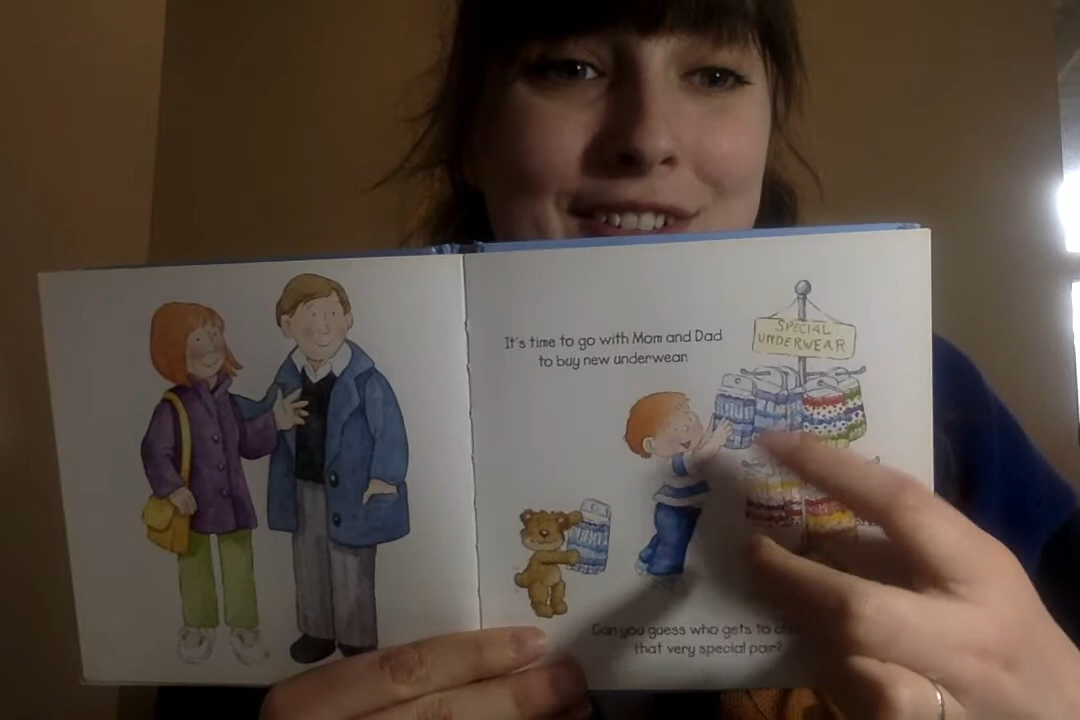 It's time to go with Mom and Dad
to buy new underwear.
SPECIAL
UNDERWEAR
Can you guess who gets to
that very special pair?